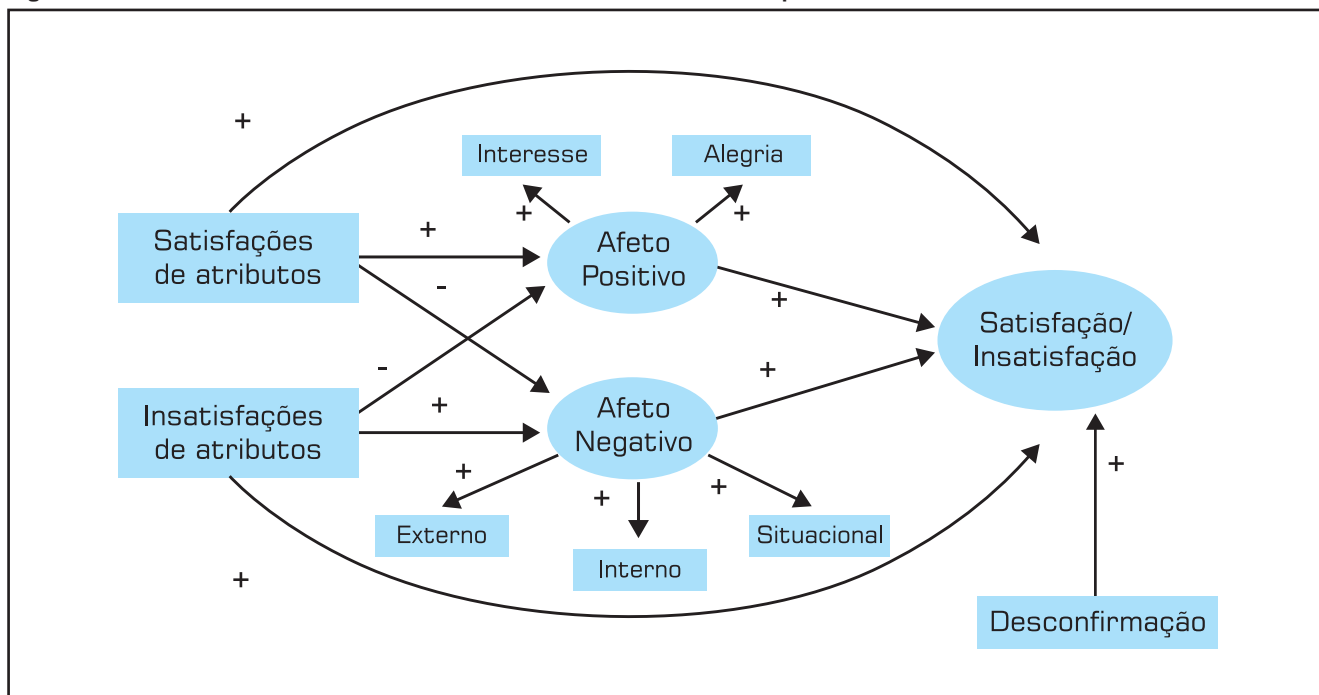 +
Interesse
Alegria
+
+
Satisfações
de atributos
+
Afeto
Positivo
-
+
Satisfação/
Insatisfação
-
+
Insatisfações
de atributos
+
Afeto
Negativo
+
+
+
+
Externo
Situacional
Interno
+
Desconfirmação